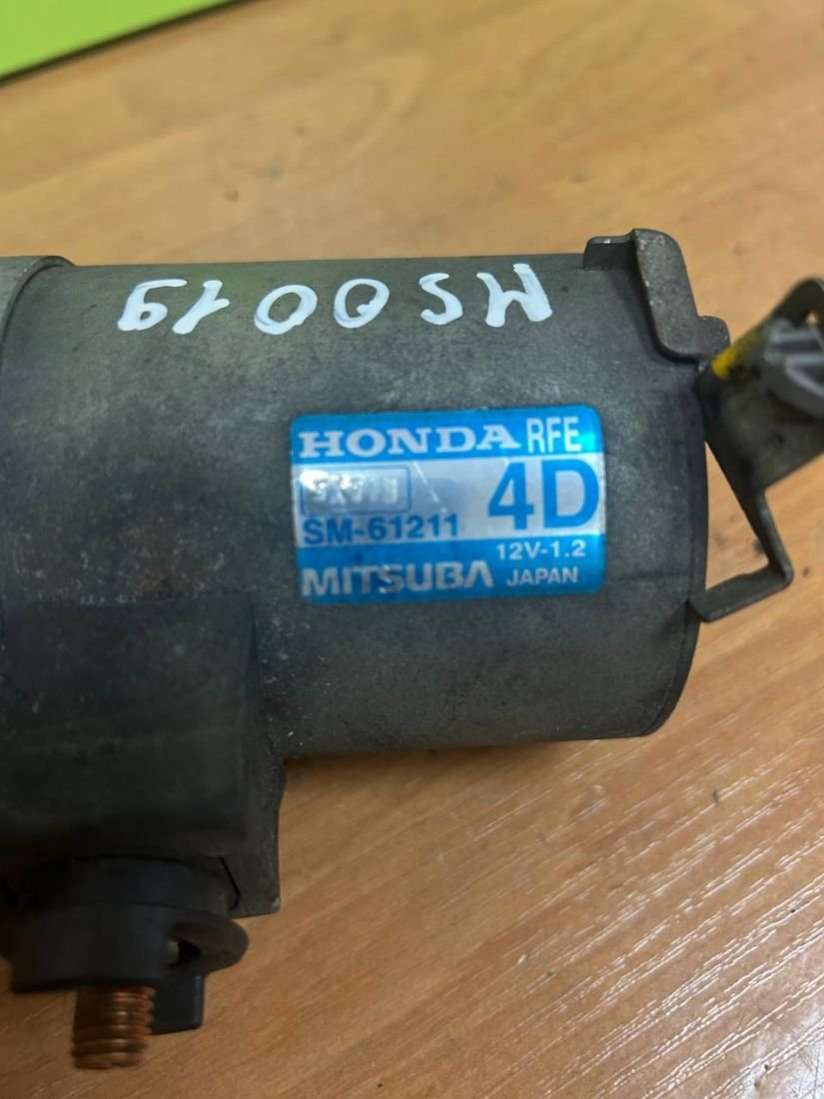 MS0019
HONDA RFE
4D
SM-61211
12V-1.2
MITSUBA JAPAN